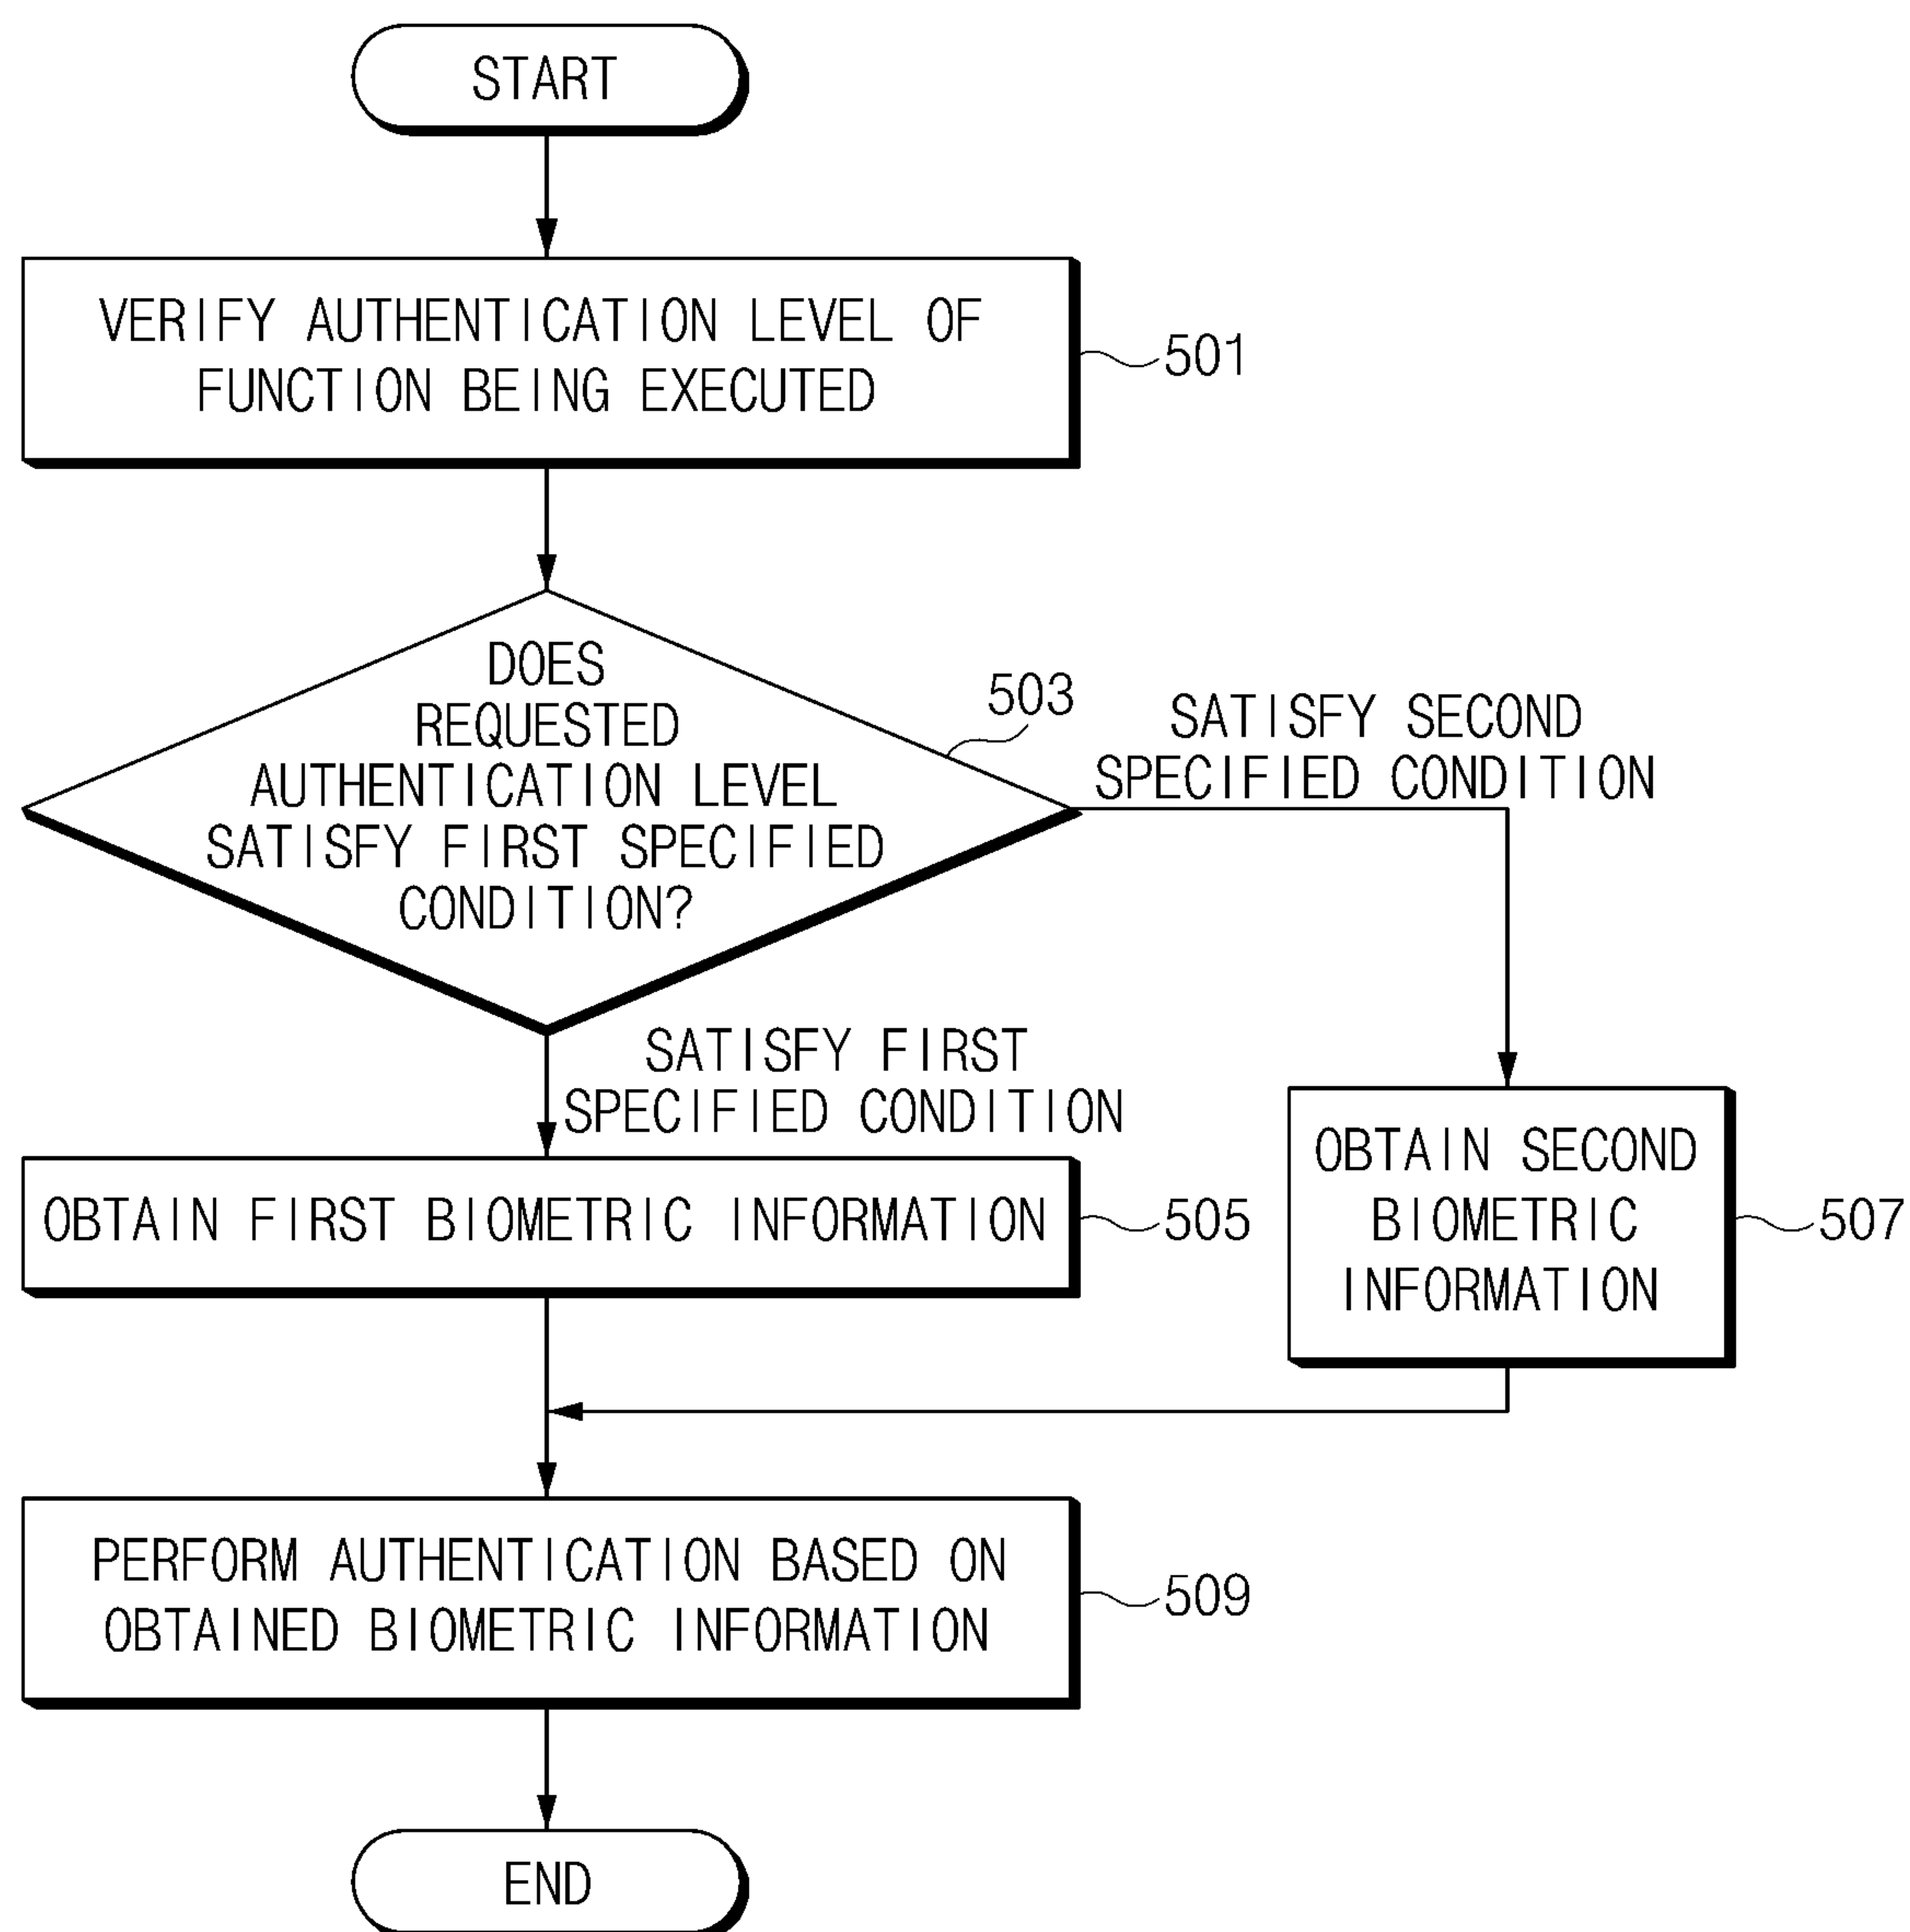 START
VERIFY AUTHENTICATION LEVEL OF
FUNCTION BEING EXECUTED
501
DOES
REQUESTED
AUTHENTICATION LEVEL
SATISFY FIRST SPECIFIED
CONDITION?
503
SATISFY SECOND
SPECIFIED CONDITION
SATISFY FIRST
SPECIFIED CONDITION
OBTAIN FIRST BIOMETRIC INFORMATION
505
OBTAIN SECOND
BIOMETRIC
INFORMATION
507
PERFORM AUTHENTICATION BASED ON
OBTAINED BIOMETRIC INFORMATION
509
END